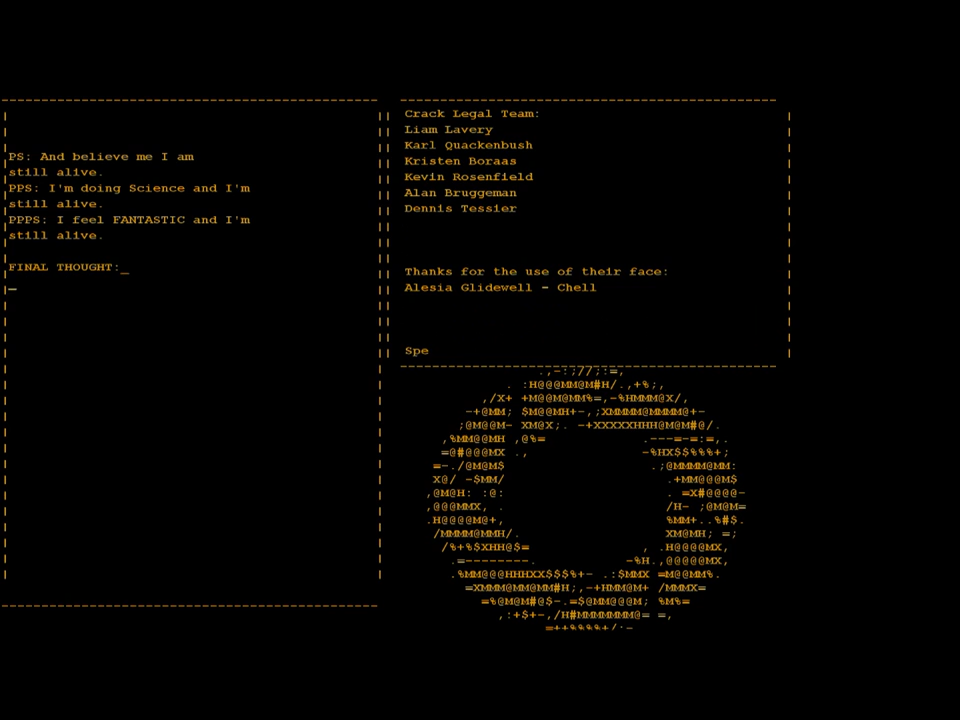 PS: And believe me I am
still alive.
PPS: I'm doing Science and I'm
still alive.
PPPS: I feel FANTASTIC and I'm
still alive.
FINAL THOUGHT:_
Crack Legal Team:
Liam Lavery
Karl Quackenbush
Kristen Boraas
Kevin Rosenfield
Alan Bruggeman
Dennis Tessier
Thanks for the use of their face:
Alesia Glidewell - Chell
Spe